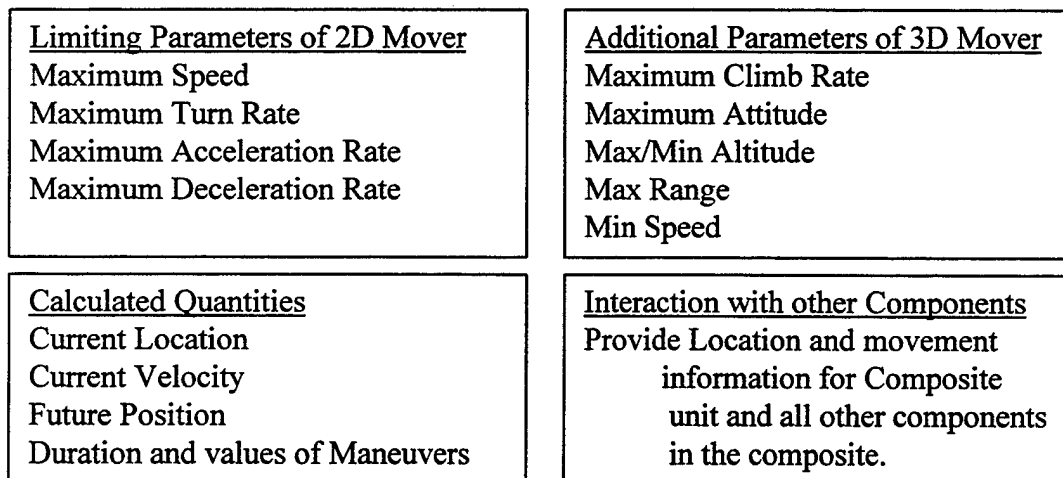 Limiting Parameters of 2D Mover
Maximum Speed
Maximum Turn Rate
Maximum Acceleration Rate
Maximum Deceleration Rate
Additional Parameters of 3D Mover
Maximum Climb Rate
Maximum Attitude
Max/Min Altitude
Max Range
Min Speed
Calculated Quantities
Current Location
Current Velocity
Future Position
Duration and values of Maneuvers
Interaction with other Components
Provide Location and movement
information for Composite
unit and all other components
in the composite.